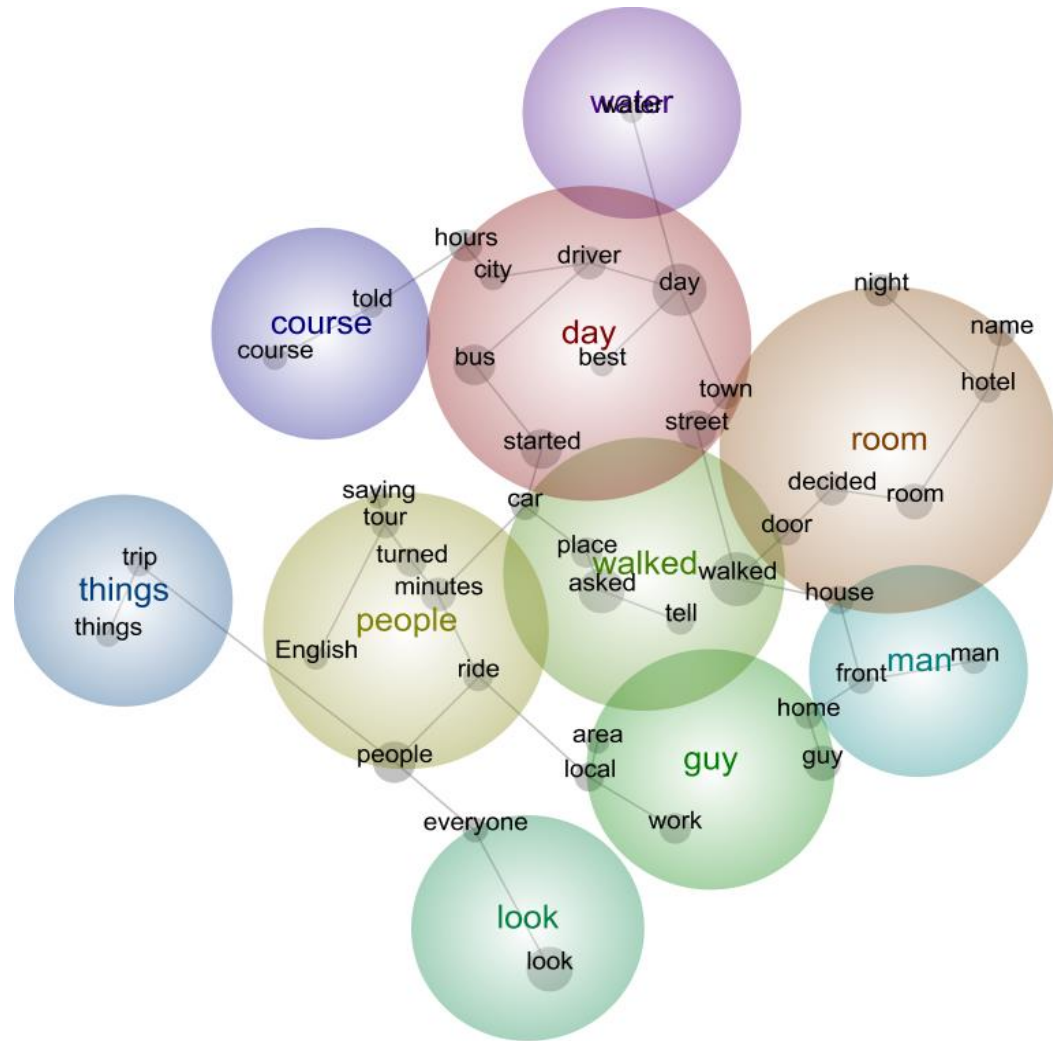 water
water
hours
city
driver
day
told
course
course
day
bus
best
town
street
started
night
name
hotel
room
decided
room
door
saying
tour
car
turned
minutes
place
walked
asked
walked
tell
trip
things
things
people
English
ride
house
man
man
front
home
guy
guy
area
local
work
people
everyone
look
look